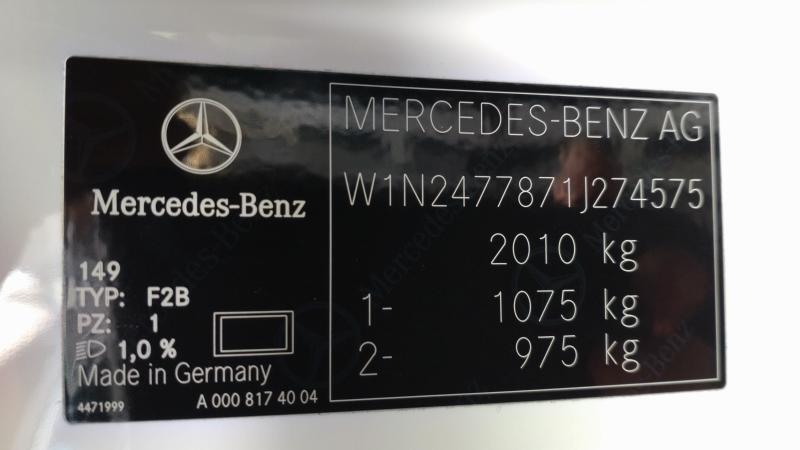 Mercedes-Benz
149
TYP: F2B
PZ: 1
1,0 %
Made in Germany
4471999 A 000 817 40 04
MERCEDES-BENZ AG
W1N2477871J274575
2010 kg
1- 1075 kg
2- 975 kg